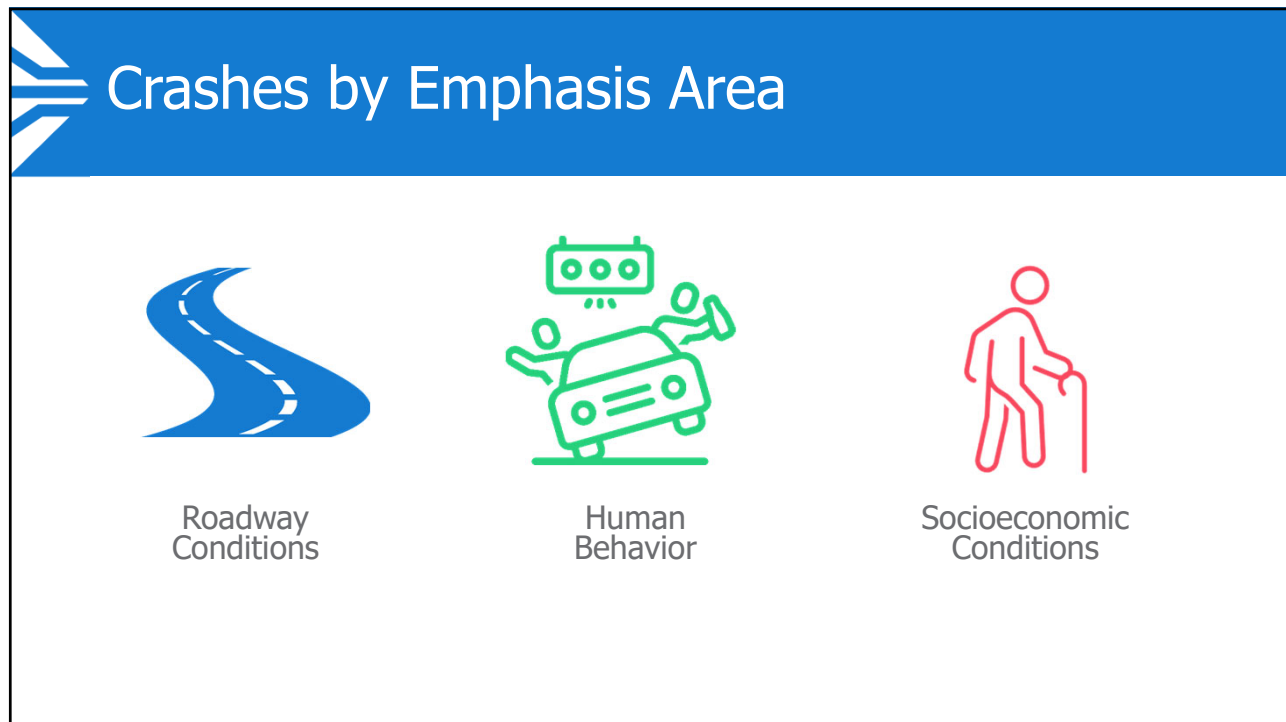 Crashes by Emphasis Area
Roadway
Conditions
Human
Behavior
Socioeconomic
Conditions